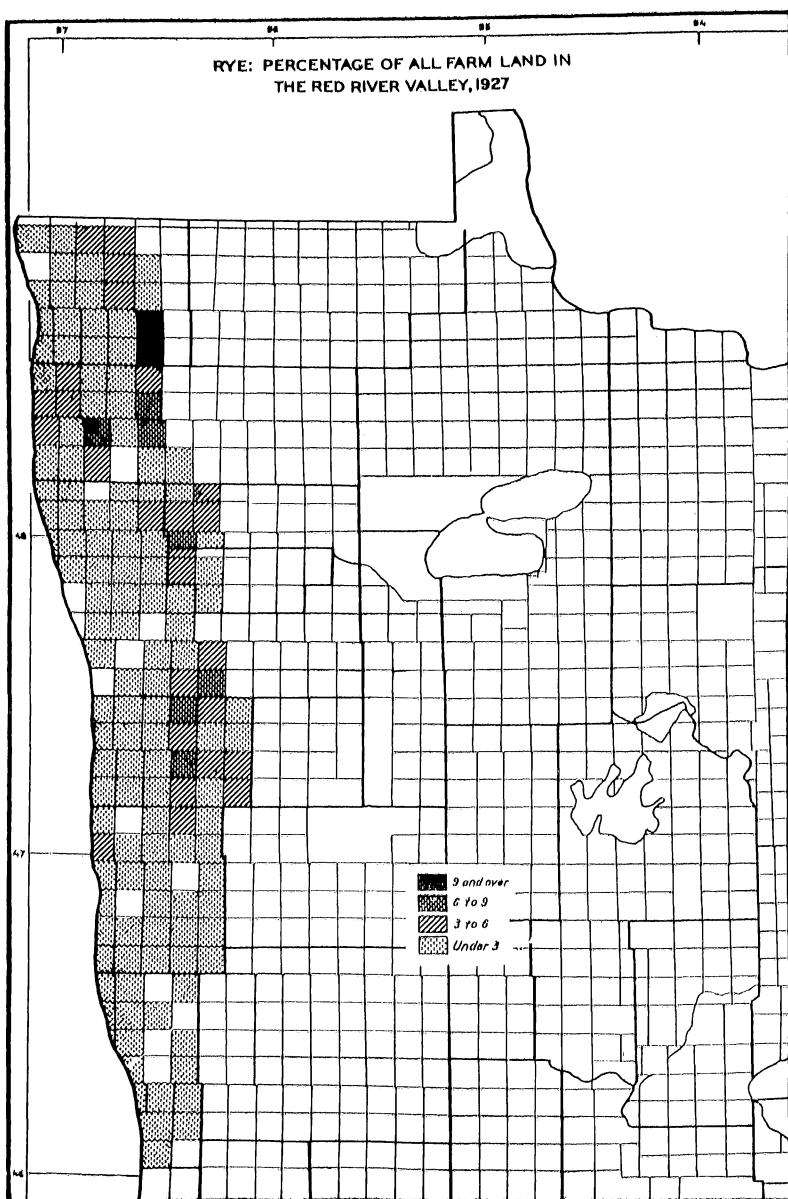 97 96 95 94
RYE: PERCENTAGE OF ALL FARM LAND IN
THE RED RIVER VALLEY, 1927
48
47
9 and over
6 to 9
3 to 6
Under 3
46